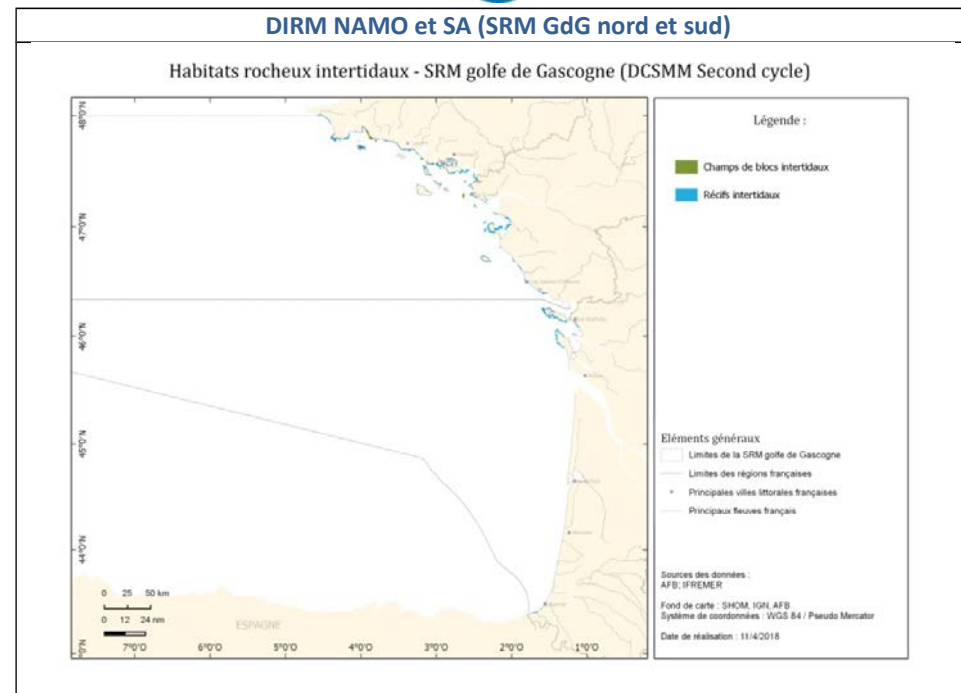 DIRM NAMO et SA (SRM GdG nord et sud)
Habitats rocheux intertidaux - SRM golfe de Gascogne (DCSMM Second cycle)
Légende :
Champs de blocs intertidaux
Récifs intertidaux
48°0'N
47°0'N
46°0'N
45°0'N
44°0'N
Eléments généraux
Limites de la SRM golfe de Gascogne
Limites des régions françaises
Principales villes littorales françaises
Principaux fleuves français
Sources des données :
AFB; IFREMER
Fond de carte : SHOM, IGN, AFB
Système de coordonnées : WGS 84 / Pseudo Mercator
Date de réalisation : 11/4/2018
0 25 50 km
0 12 24 nm
ESPAGNE
7°0'O 6°0'O 5°0'O 4°0'O 3°0'O 2°0'O 1°0'O